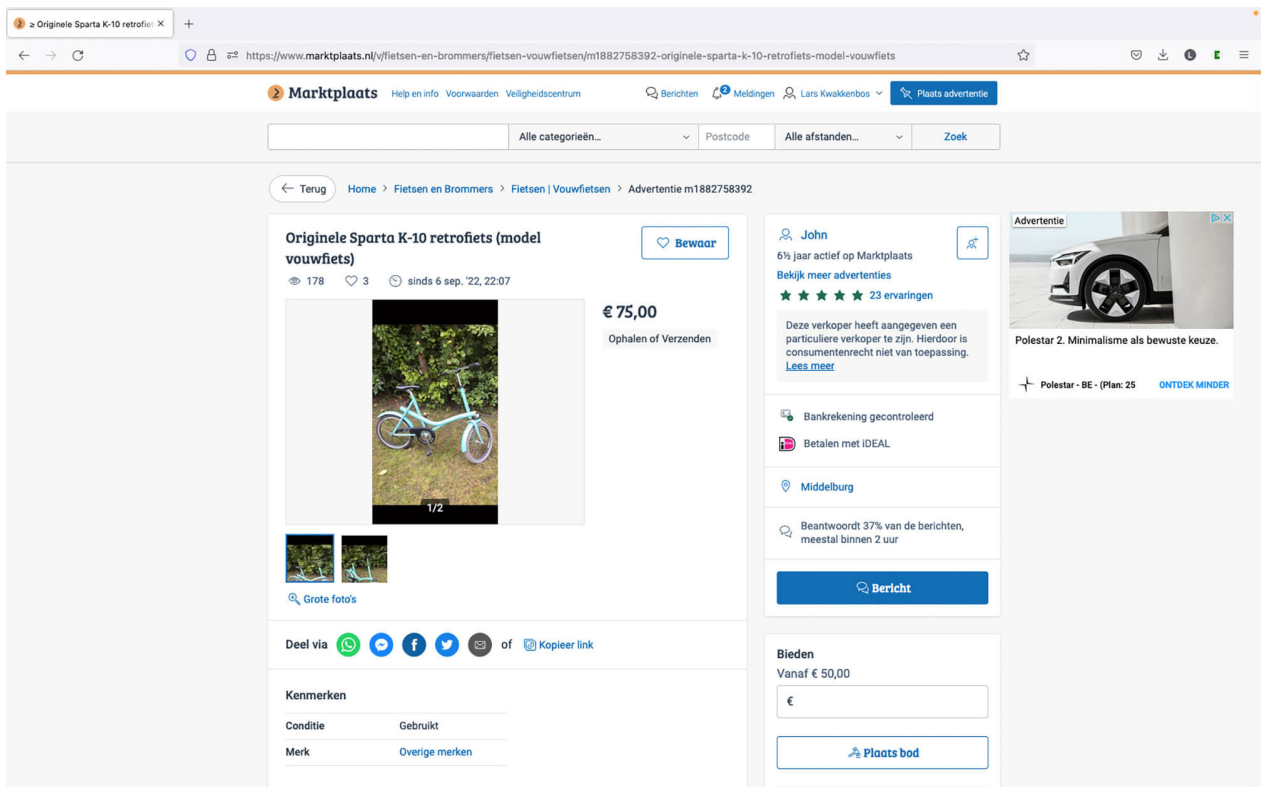 ≥ Originele Sparta K-10 retrofiet
https://www.marktplaats.nl/v/fietsen-en-brommers/fietsen-vouwfietsen/m1882758392-originele-sparta-k-10-retrofiets-model-vouwfiets
Marktplaats Help en info Voorwaarden Veiligheidscentrum Berichten 2 Meldingen Lars Kwakkenbos Plaats advertentie
Alle categorieën... Postcode Alle afstanden... Zoek
Terug Home > Fietsen en Brommers > Fietsen | Vouwfietsen > Advertentie m1882758392
Originele Sparta K-10 retrofiets (model
vouwfiets)
Bewaar
178 3 sinds 6 sep. '22, 22:07
€ 75,00
Ophalen of Verzenden
1/2
Grote foto's
Deel via of Kopieer link
Kenmerken
Conditie Gebruikt
Merk Overige merken
John
6½ jaar actief op Marktplaats
Bekijk meer advertenties
23 ervaringen
Deze verkoper heeft aangegeven een
particuliere verkoper te zijn. Hierdoor is
consumentenrecht niet van toepassing.
Lees meer
Bankrekening gecontroleerd
Betalen met iDEAL
Middelburg
Beantwoordt 37% van de berichten,
meestal binnen 2 uur
Bericht
Bieden
Vanaf € 50,00
€
Plaats bod
Advertentie
Polestar 2. Minimalisme als bewuste keuze.
Polestar - BE - (Plan: 25 ONTDEK MINDER